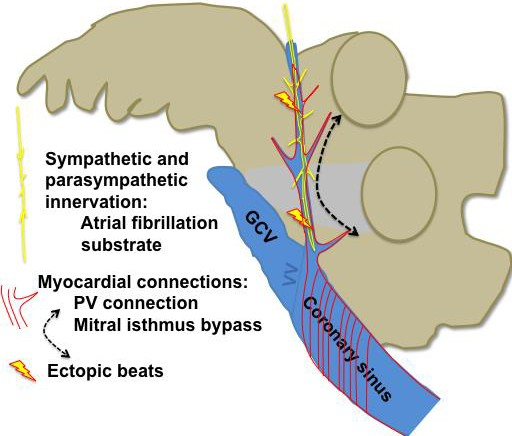 Sympathetic and
parasympathetic
innervation:
Atrial fibrillation
substrate
Myocardial connections:
PV connection
Mitral isthmus bypass
Ectopic beats
GCV
VV
Coronary sinus